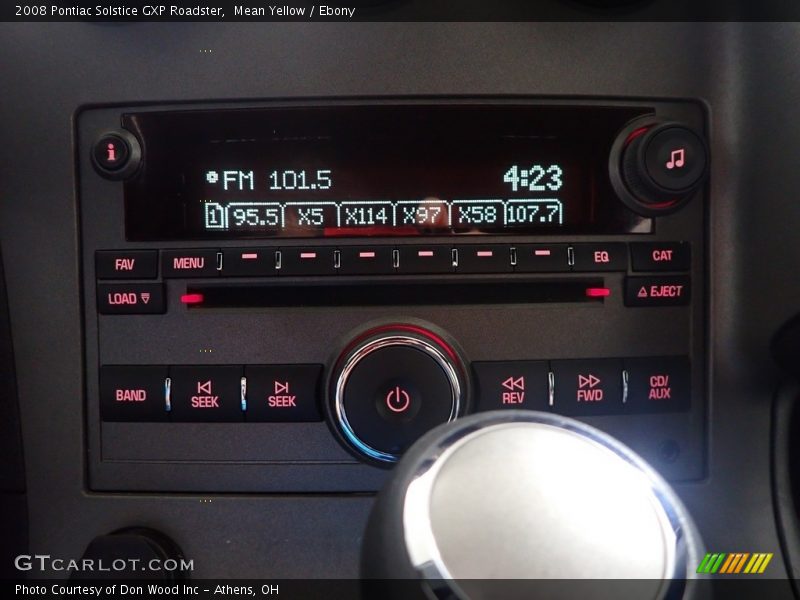 2008 Pontiac Solstice GXP Roadster,  Mean Yellow / Ebony
FM 101.5 4:23
1 95.5 X5 X114 X97 X58 107.7
FAV MENU EQ CAT
LOAD EJECT
BAND SEEK SEEK REV FWD CD/AUX
GTCARLOT.COM
Photo Courtesy of Don Wood Inc - Athens, OH